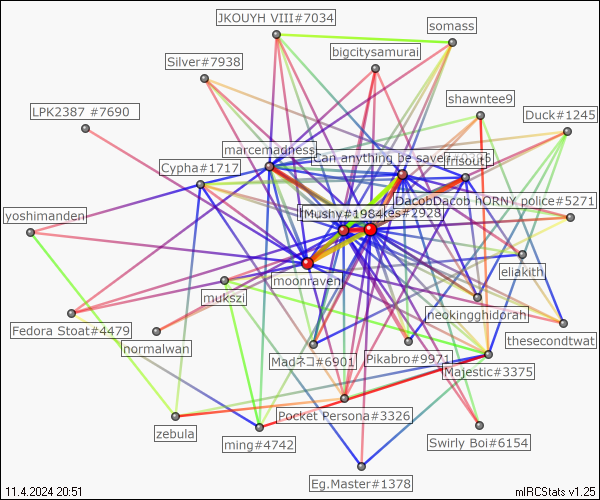 JKOUYH VIII#7034
somass
bigcitysamurai
Silver#7938
shawntee9
LPK2387 #7690
Duck#1245
marcemadness
Can anything be saved
frisout
Cypha#1717
DacobDacob hORNY police#5271
Mushy#1984
es#2928
yoshimanden
eliakith
moonraven
mukszi
neokingghidorah
Fedora Stoat#4479
normalwan
thesecondtwat
Madネコ#6901
Pikabro#9971
Majestic#3375
Pocket Persona#3326
zebula
ming#4742
Swirly Boi#6154
Eg.Master#1378
11.4.2024 20:51
mIRCStats v1.25